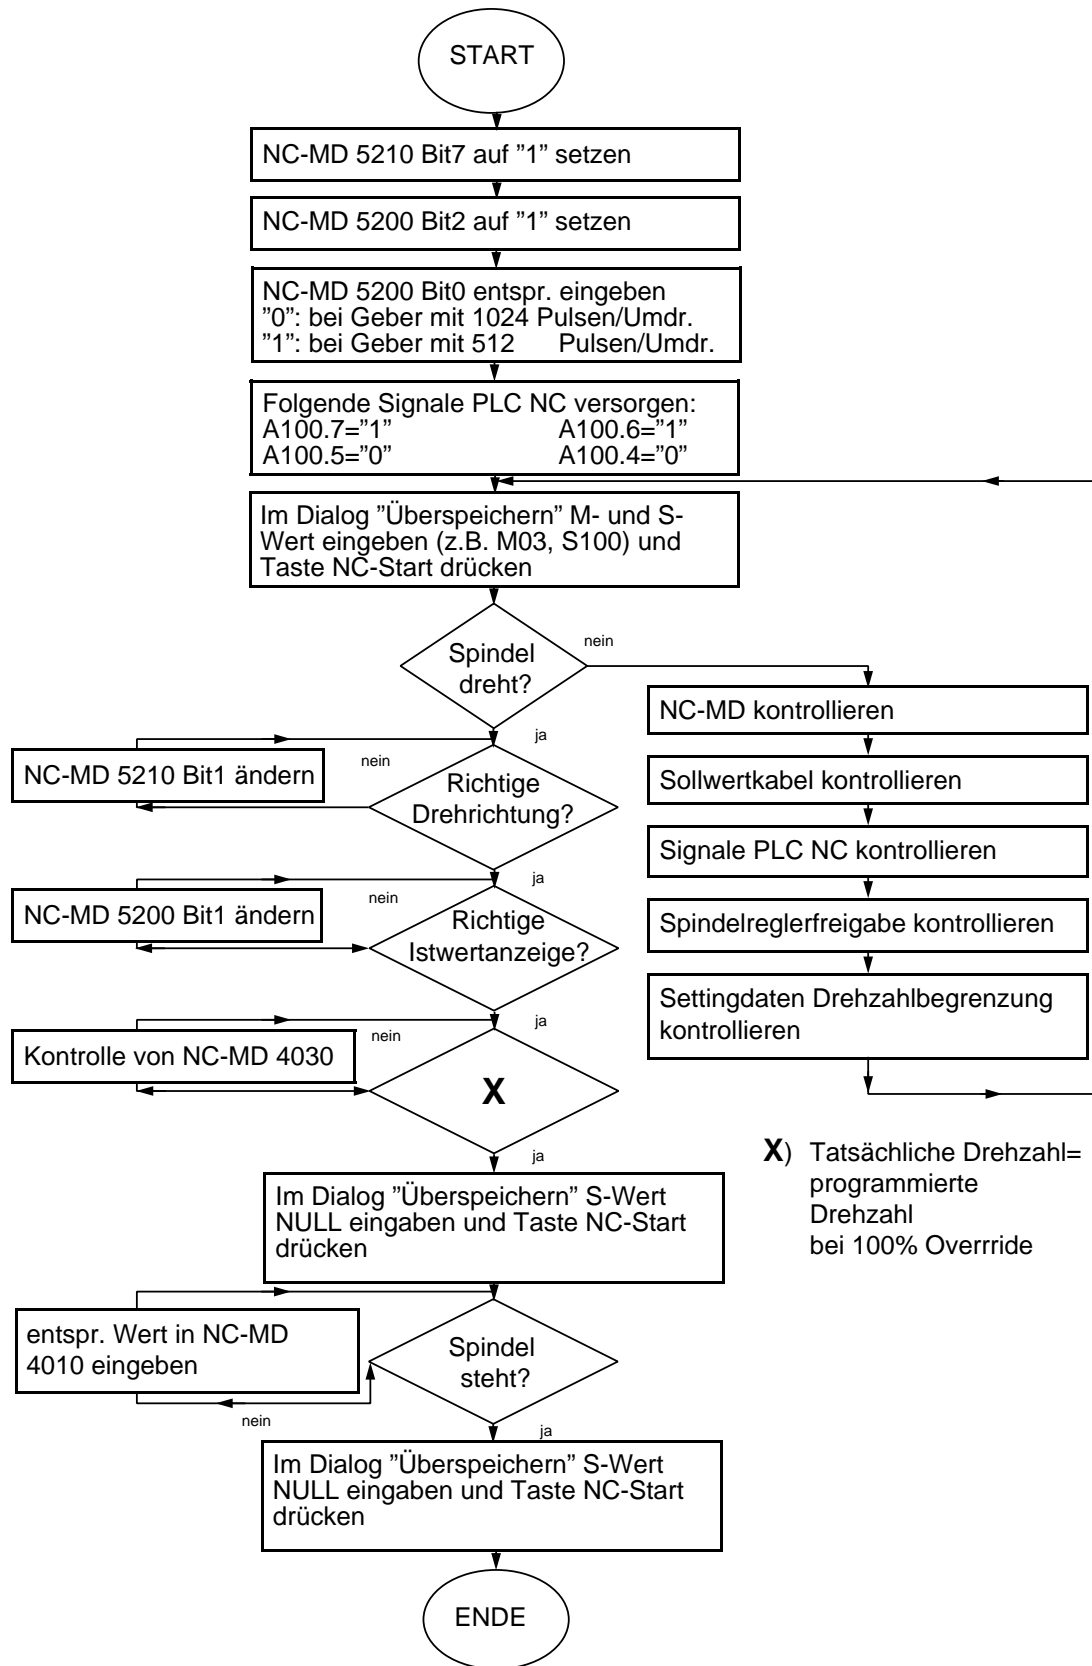 START
NC-MD 5210 Bit7 auf ”1” setzen
NC-MD 5200 Bit2 auf ”1” setzen
NC-MD 5200 Bit0 entspr. eingeben
”0”: bei Geber mit 1024 Pulsen/Umdr.
”1”: bei Geber mit 512 Pulsen/Umdr.
Folgende Signale PLC NC versorgen:
A100.7=”1” A100.6=”1”
A100.5=”0” A100.4=”0”
Im Dialog ”Überspeichern” M- und S-
Wert eingeben (z.B. M03, S100) und
Taste NC-Start drücken
Spindel
dreht?
nein
ja
NC-MD kontrollieren
Sollwertkabel kontrollieren
Signale PLC NC kontrollieren
Spindelreglerfreigabe kontrollieren
Settingdaten Drehzahlbegrenzung
kontrollieren
NC-MD 5210 Bit1 ändern
nein
Richtige
Drehrichtung?
ja
NC-MD 5200 Bit1 ändern
nein
Richtige
Istwertanzeige?
ja
Kontrolle von NC-MD 4030
nein
X
ja
X) Tatsächliche Drehzahl=
programmierte
Drehzahl
bei 100% Overrride
Im Dialog ”Überspeichern” S-Wert
NULL eingaben und Taste NC-Start
drücken
entspr. Wert in NC-MD
4010 eingeben
nein
Spindel
steht?
ja
Im Dialog ”Überspeichern” S-Wert
NULL eingaben und Taste NC-Start
drücken
ENDE